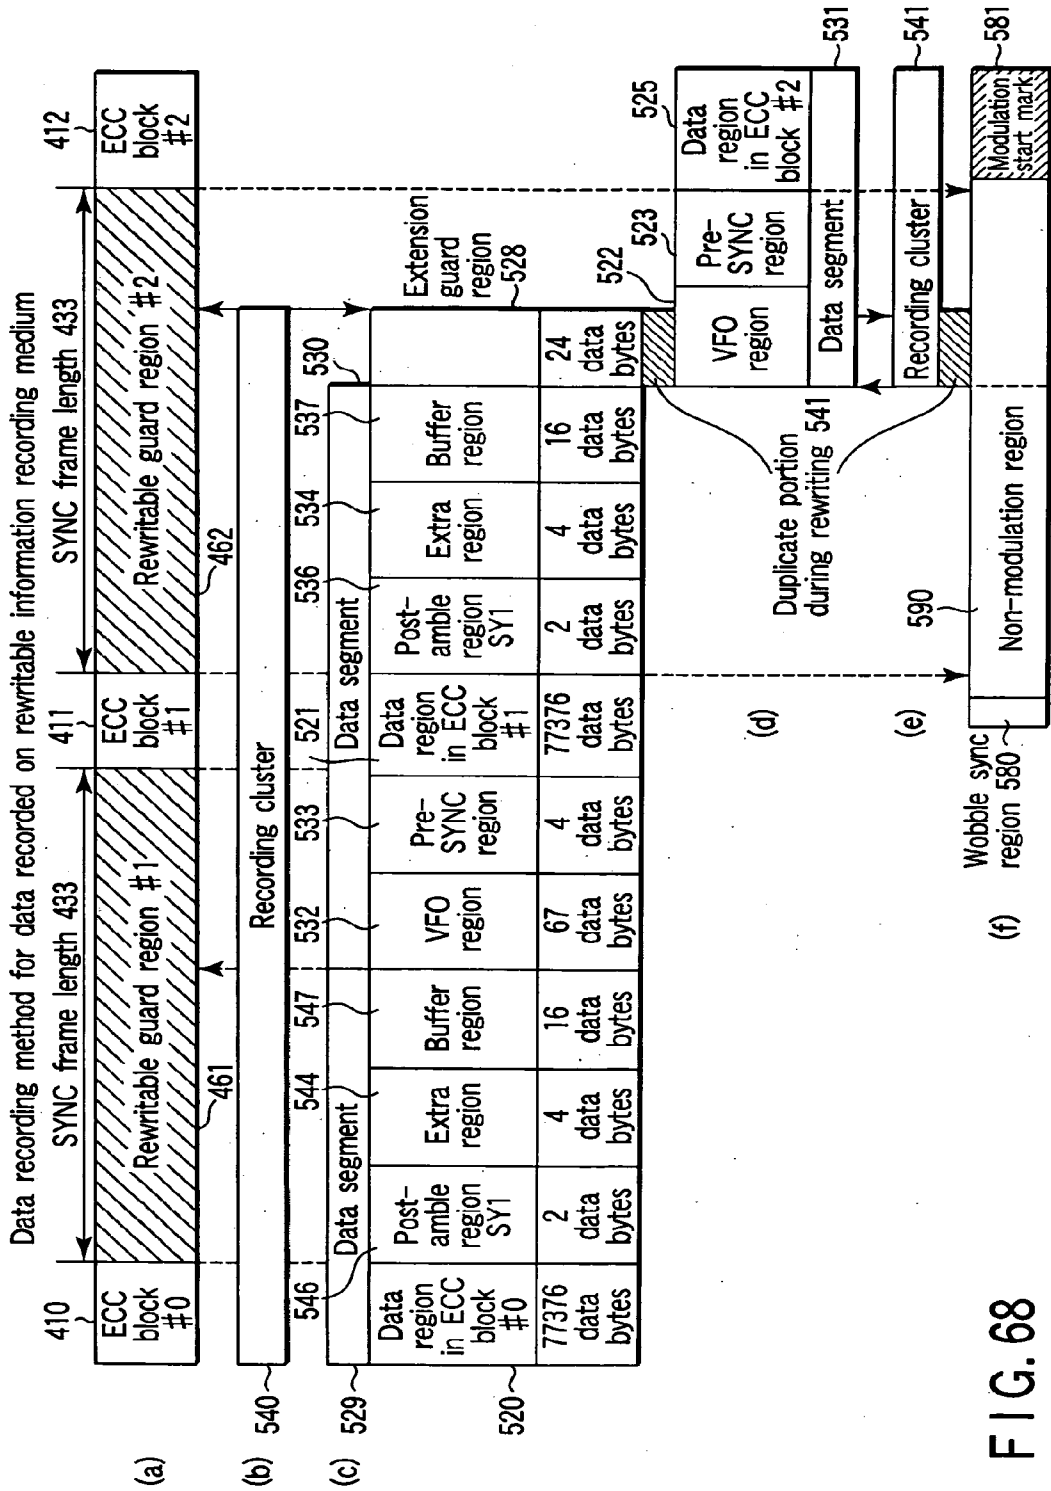 Data recording method for data recorded on rewritable information recording medium
410
SYNC frame length 433
411
SYNC frame length 433
412
(a)
ECC block #0
Rewritable guard region #1
ECC block #1
Rewritable guard region #2
ECC block #2
461
462
(b)
540
Recording cluster
Extension guard region 528
(c)
529
546
544
547
532
533
521
536
534
537
530
Data segment
Data segment
520
Data region in ECC block #0
Post-amble region SY1
Extra region
Buffer region
VFO region
Pre-SYNC region
Data region in ECC block #1
Post-amble region SY1
Extra region
Buffer region
77376 data bytes
2 data bytes
4 data bytes
16 data bytes
67 data bytes
4 data bytes
77376 data bytes
2 data bytes
4 data bytes
16 data bytes
24 data bytes
522
523
525
(d)
VFO region
Pre-SYNC region
Data region in ECC block #2
Data segment
531
Duplicate portion during rewriting 541
(e)
Recording cluster
541
(f)
Wobble sync region 580
590
Non-modulation region
Modulation start mark
581
FIG. 68